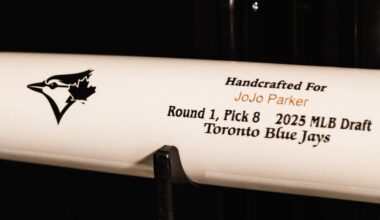 Handcrafted For
JoJo Parker
Round 1, Pick 8 2025 MLB Draft
Toronto Blue Jays